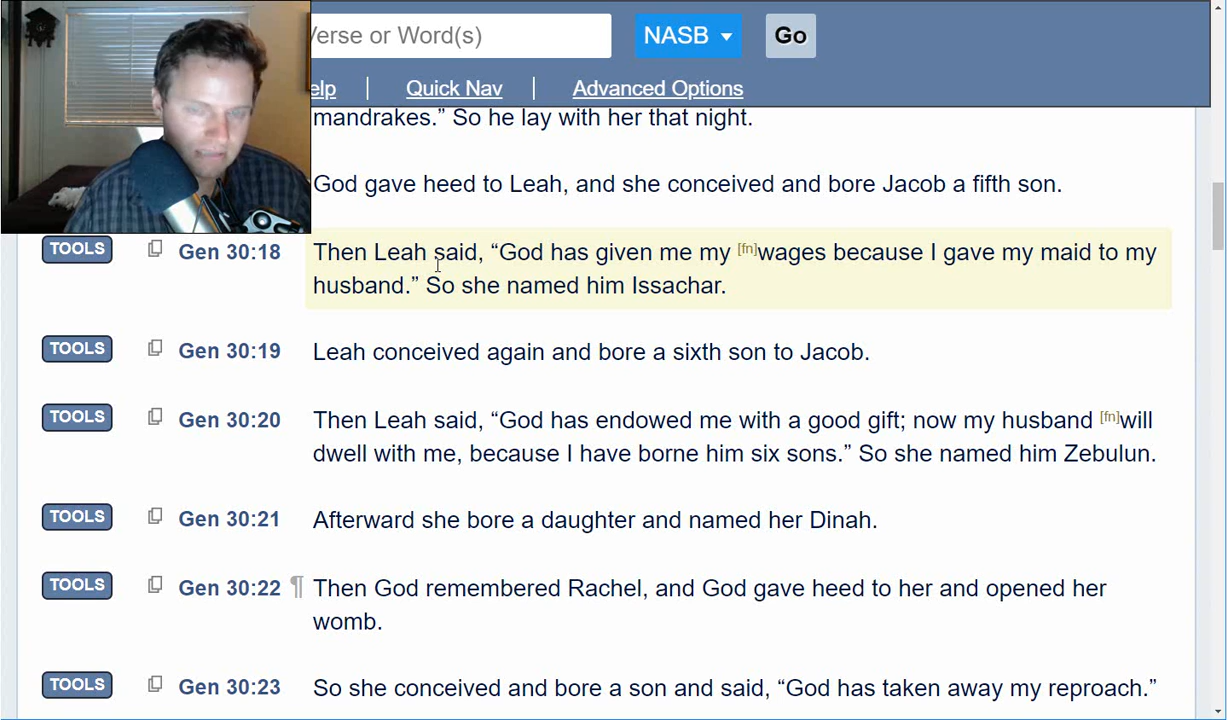 Verse or Word(s)
NASB
Go
elp | Quick Nav | Advanced Options
mandrakes.” So he lay with her that night.
God gave heed to Leah, and she conceived and bore Jacob a fifth son.
TOOLS Gen 30:18 Then Leah said, “God has given me my [fn]wages because I gave my maid to my
husband.” So she named him Issachar.
TOOLS Gen 30:19 Leah conceived again and bore a sixth son to Jacob.
TOOLS Gen 30:20 Then Leah said, “God has endowed me with a good gift; now my husband [fn]will
dwell with me, because I have borne him six sons.” So she named him Zebulun.
TOOLS Gen 30:21 Afterward she bore a daughter and named her Dinah.
TOOLS Gen 30:22 ¶ Then God remembered Rachel, and God gave heed to her and opened her
womb.
TOOLS Gen 30:23 So she conceived and bore a son and said, “God has taken away my reproach.”